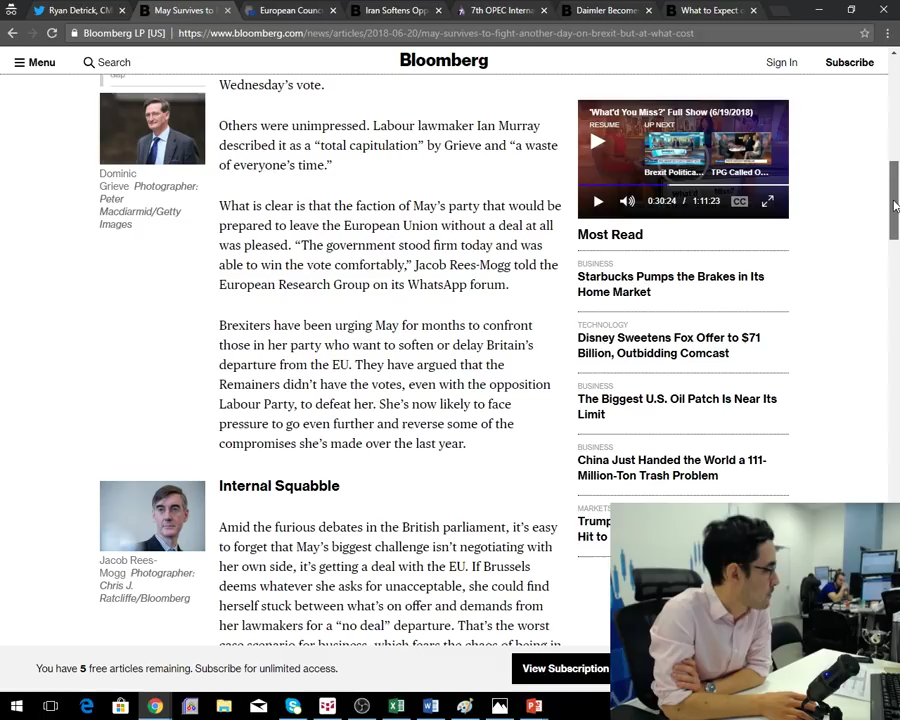 Ryan Detrick, CM
May Survives to
European Counc
Iran Softens Opp
7th OPEC Interna
Daimler Become
What to Expect
Bloomberg LP [US]
https://www.bloomberg.com/news/articles/2018-06-20/may-survives-to-fight-another-day-on-brexit-but-at-what-cost
Menu
Search
Bloomberg
Sign In
Subscribe
Gap
Dominic
Grieve Photographer:
Peter
Macdiarmid/Getty
Images
Wednesday's vote.
Others were unimpressed. Labour lawmaker Ian Murray
described it as a “total capitulation” by Grieve and “a waste
of everyone's time.”
What is clear is that the faction of May's party that would be
prepared to leave the European Union without a deal at all
was pleased. “The government stood firm today and was
able to win the vote comfortably,” Jacob Rees-Mogg told the
European Research Group on its WhatsApp forum.
Brexiters have been urging May for months to confront
those in her party who want to soften or delay Britain's
departure from the EU. They have argued that the
Remainers didn't have the votes, even with the opposition
Labour Party, to defeat her. She's now likely to face
pressure to go even further and reverse some of the
compromises she's made over the last year.
Jacob Rees-
Mogg Photographer:
Chris J.
Ratcliffe/Bloomberg
Internal Squabble
Amid the furious debates in the British parliament, it's easy
to forget that May's biggest challenge isn't negotiating with
her own side, it's getting a deal with the EU. If Brussels
deems whatever she asks for unacceptable, she could find
herself stuck between what's on offer and demands from
her lawmakers for a “no deal” departure. That's the worst
case scenario for business, which fears the chaos of being in
'What'd You Miss?' Full Show (6/19/2018)
RESUME
UP NEXT
Brexit Politica...
TPG Called O...
0:30:24 / 1:11:23
CC
Most Read
BUSINESS
Starbucks Pumps the Brakes in Its
Home Market
TECHNOLOGY
Disney Sweetens Fox Offer to $71
Billion, Outbidding Comcast
BUSINESS
The Biggest U.S. Oil Patch Is Near Its
Limit
BUSINESS
China Just Handed the World a 111-
Million-Ton Trash Problem
MARKETS
Trump
Hit to
You have 5 free articles remaining. Subscribe for unlimited access.
View Subscription